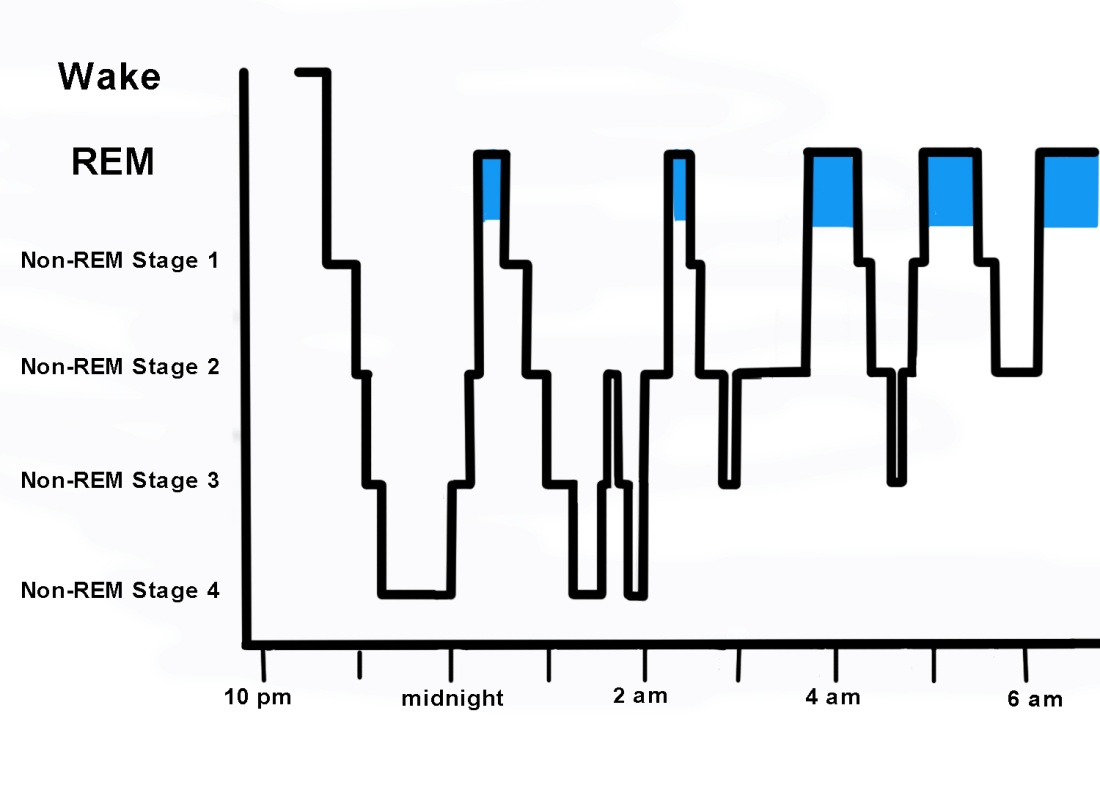 Wake
REM
Non-REM Stage 1
Non-REM Stage 2
Non-REM Stage 3
Non-REM Stage 4
10 pm midnight 2 am 4 am 6 am